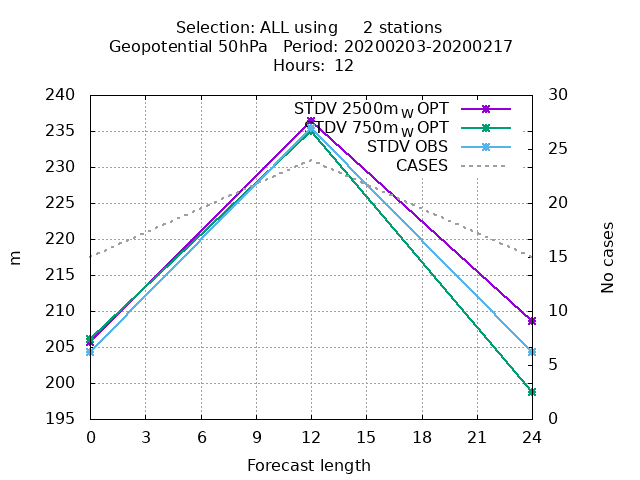 Selection: ALL using 2 stations
Geopotential 50hPa Period: 20200203-20200217
Hours: 12
STDV 2500m W OPT
STDV 750m W OPT
STDV OBS
CASES
240
235
230
225
220
215
210
205
200
195
m
30
25
20
15
10
5
0
No cases
0 3 6 9 12 15 18 21 24
Forecast length